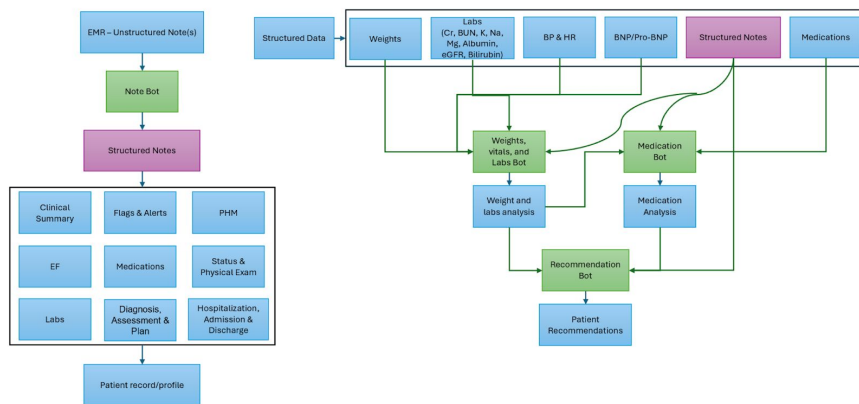 EMR – Unstructured Note(s)
Note Bot
Structured Notes
Clinical
Summary
Flags & Alerts
PHM
EF
Medications
Status &
Physical Exam
Labs
Diagnosis,
Assessment &
Plan
Hospitalization,
Admission &
Discharge
Patient record/profile
Structured Data
Weights
Labs
(Cr, BUN, K, Na,
Mg, Albumin,
eGFR, Bilirubin)
BP & HR
BNP/Pro-BNP
Structured Notes
Medications
Weights,
vitals, and
Labs Bot
Medication
Bot
Weight and
labs analysis
Medication
Analysis
Recommendation
Bot
Patient
Recommendations